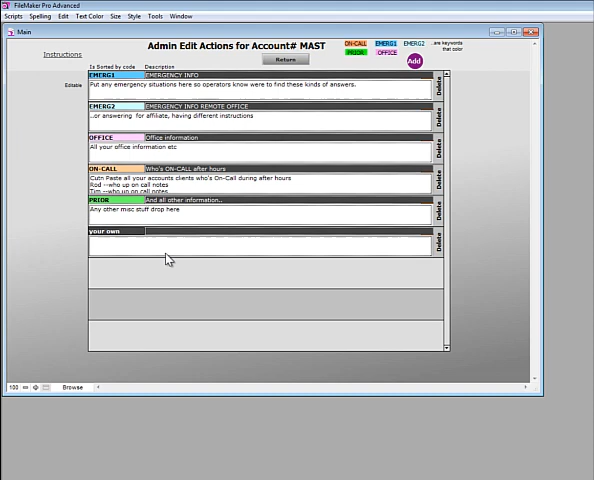 FileMaker Pro Advanced
Scripts Spelling Edit Text Color Size Style Tools Window
Main
Instructions
Admin Edit Actions for Account# MAST
Return
ON-CALL EMERG1 EMERG2 ..are keywords
that color
PRIOR OFFICE
Add
Is Sorted by code Description
Editable
EMERG1 EMERGENCY INFO
Put any emergency situations here so operators know were to find these kinds of answers.
Delete
EMERG2 EMERGENCY INFO REMOTE OFFICE
..or answering for affiliate, having different instructions
Delete
OFFICE Office information
All your office information etc
Delete
ON-CALL Who's ON-CALL after hours
Cutn Paste all your accounts clients who's On-Call during after hours
Rod --who up on call notes
Tim --who up on call notes
Delete
PRIOR And all other information..
Any other misc stuff drop here
Delete
your own
Delete
100 Browse